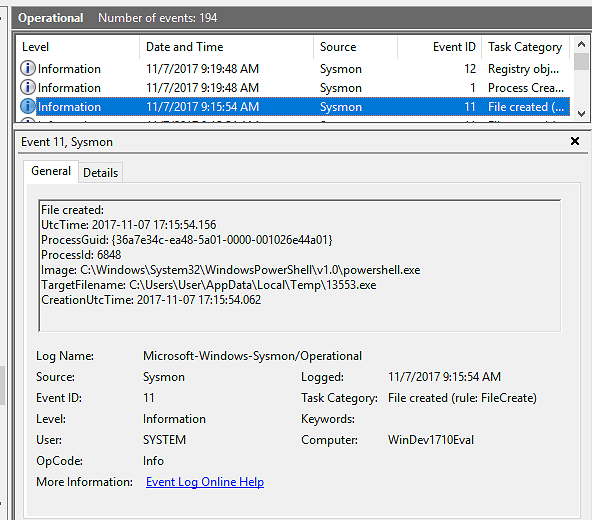 Operational Number of events: 194
Level Date and Time Source Event ID Task Category
Information 11/7/2017 9:19:48 AM Sysmon 12 Registry obj...
Information 11/7/2017 9:19:48 AM Sysmon 1 Process Crea...
Information 11/7/2017 9:15:54 AM Sysmon 11 File created (...
Event 11, Sysmon
General Details
File created:
UtcTime: 2017-11-07 17:15:54.156
ProcessGuid: {36a7e34c-ea48-5a01-0000-001026e44a01}
ProcessId: 6848
Image: C:\Windows\System32\WindowsPowerShell\v1.0\powershell.exe
TargetFilename: C:\Users\User\AppData\Local\Temp\13553.exe
CreationUtcTime: 2017-11-07 17:15:54.062
Log Name: Microsoft-Windows-Sysmon/Operational
Source: Sysmon Logged: 11/7/2017 9:15:54 AM
Event ID: 11 Task Category: File created (rule: FileCreate)
Level: Information Keywords:
User: SYSTEM Computer: WinDev1710Eval
OpCode: Info
More Information: Event Log Online Help